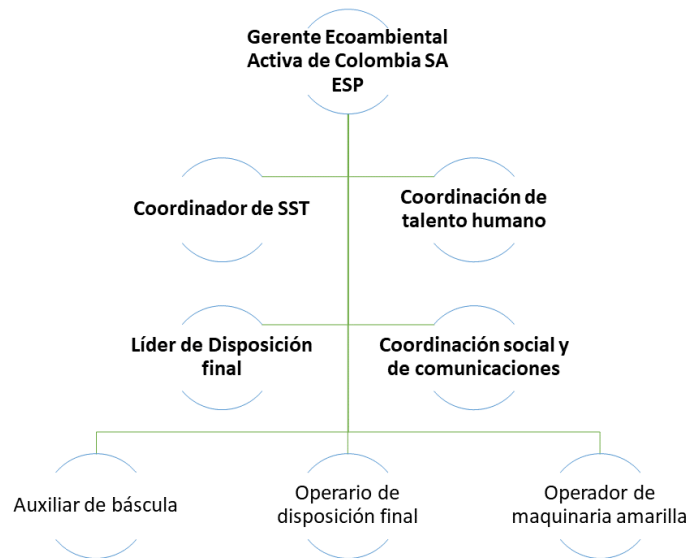 Gerente Ecoambiental
Activa de Colombia SA
ESP
Coordinador de SST
Coordinación de
talento humano
Líder de Disposición
final
Coordinación social y
de comunicaciones
Auxiliar de báscula
Operario de
disposición final
Operador de
maquinaria amarilla